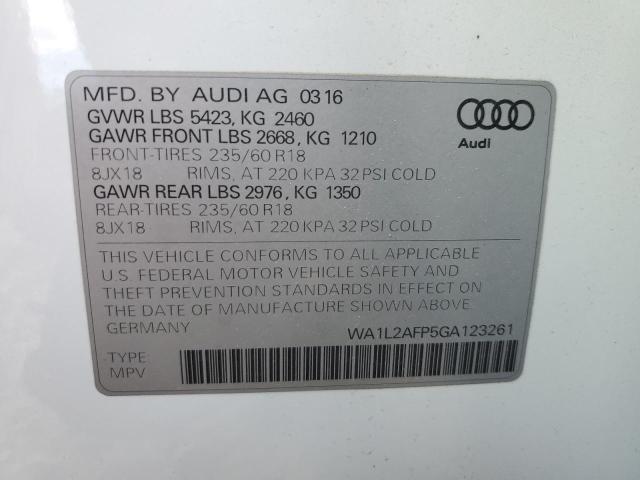 MFD. BY AUDI AG 0316
GVWR LBS 5423, KG 2460
GAWR FRONT LBS 2668, KG 1210
FRONT-TIRES 235/60 R18
8JX18 RIMS, AT 220 KPA 32 PSI COLD
GAWR REAR LBS 2976, KG 1350
REAR-TIRES 235/60 R18
8JX18 RIMS, AT 220 KPA 32 PSI COLD
Audi
THIS VEHICLE CONFORMS TO ALL APPLICABLE
U.S. FEDERAL MOTOR VEHICLE SAFETY AND
THEFT PREVENTION STANDARDS IN EFFECT ON
THE DATE OF MANUFACTURE SHOWN ABOVE.
GERMANY WA1L2AFP5GA123261
TYPE:
MPV